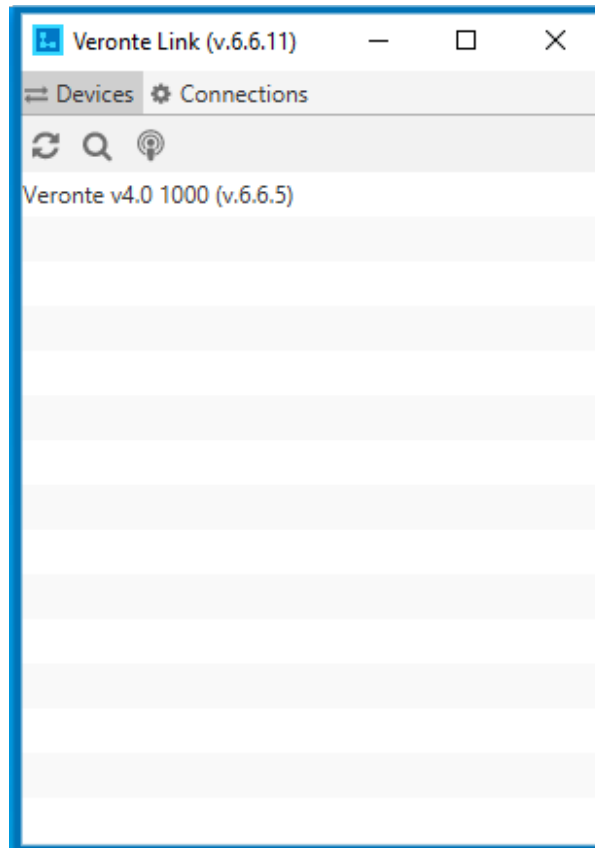 Veronte Link (v.6.6.11)
Devices Connections
Veronte v4.0 1000 (v.6.6.5)